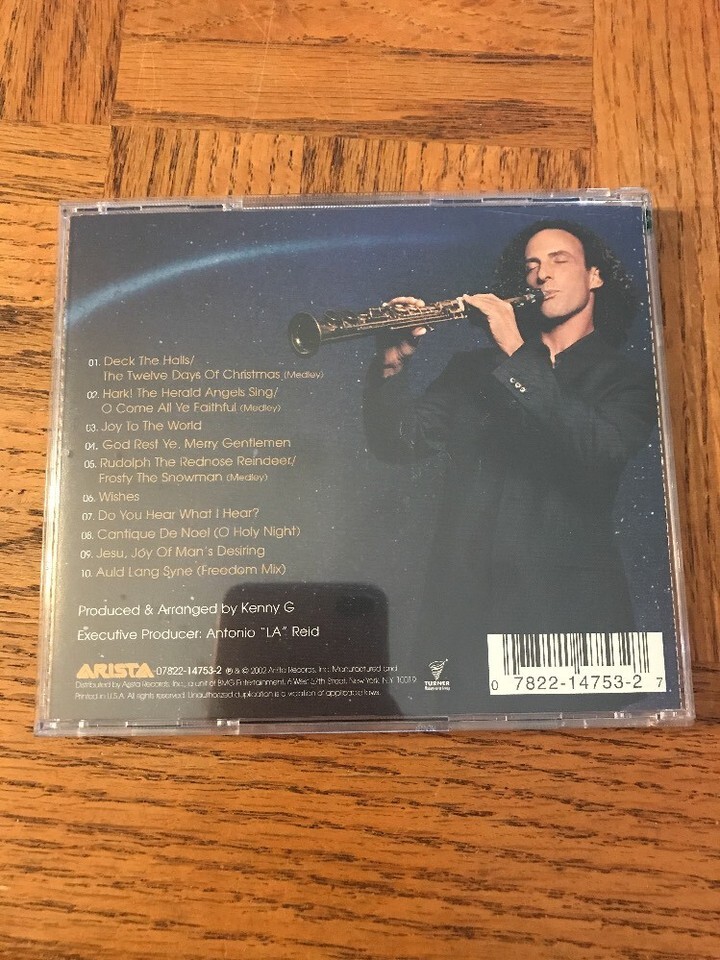 01. Deck The Halls/
The Twelve Days Of Christmas (Medley)
02. Hark! The Herald Angels Sing/
O Come All Ye Faithful (Medley)
03. Joy To The World
04. God Rest Ye, Merry Gentlemen
05. Rudolph The Rednose Reindeer/
Frosty The Snowman (Medley)
06. Wishes
07. Do You Hear What I Hear?
08. Cantique De Noel (O Holy Night)
09. Jesu, Joy Of Man's Desiring
10. Auld Lang Syne (Freedom Mix)
Produced & Arranged by Kenny G
Executive Producer: Antonio "LA" Reid
ARISTA 07822-14753-2 ℗ & © 2002 Arista Records, Inc. Manufactured and
Distributed by Arista Records, Inc., a unit of BMG Entertainment, 6 West 57th Street, New York, N.Y. 10019
Printed in U.S.A. All rights reserved. Unauthorized duplication is a violation of applicable laws.
TURNER
0 7822-14753-2 7